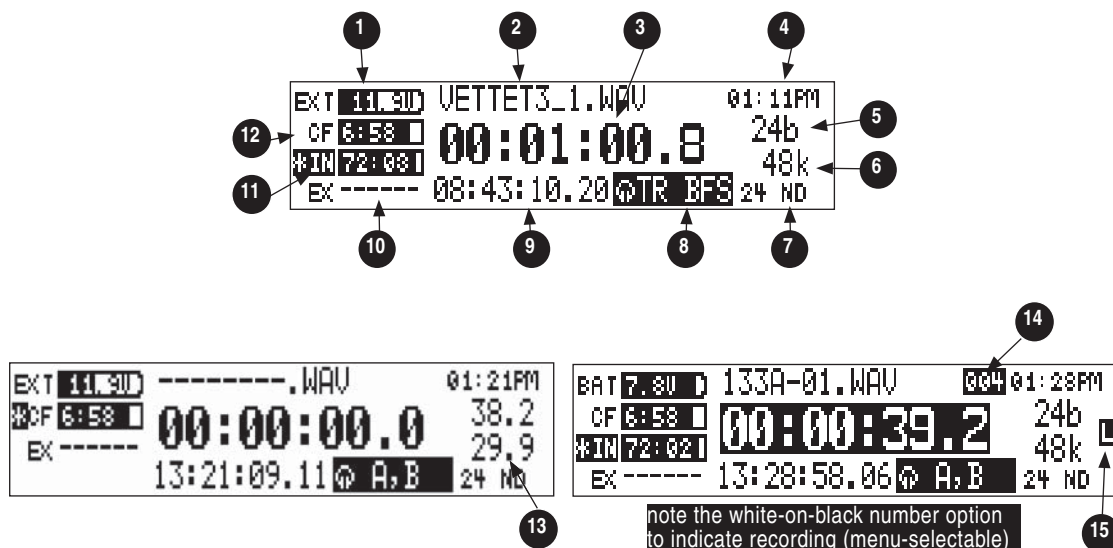 1 2 3 4
EXT 11.9V VETTET3_1.WAV 01:11PM
CF 6:58 00:01:00.8 24b
*IN 72:03 48k
EX ------ 08:43:10.20 TR BFS 24 ND
5
12
6
11
10 9 8 7
14
EXT 11.9V --------.WAV 01:21PM
*CF 6:58 00:00:00.0 38.2
EX ------ 29.9
13:21:09.11 A,B 24 ND
13
BAT 7.8V 133A-01.WAV 004 01:28PM
CF 6:58 00:00:39.2 24b
*IN 72:02 48k
EX ------ 13:28:58.06 A,B 24 ND
L
15
note the white-on-black number option
to indicate recording (menu-selectable)